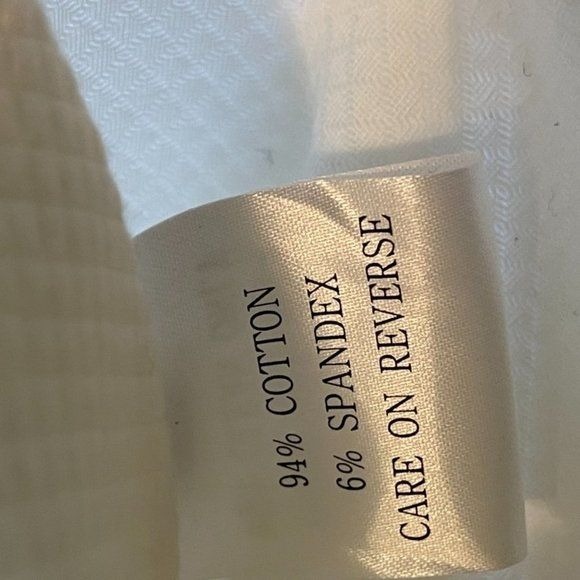 94% COTTON
6% SPANDEX
CARE ON REVERSE